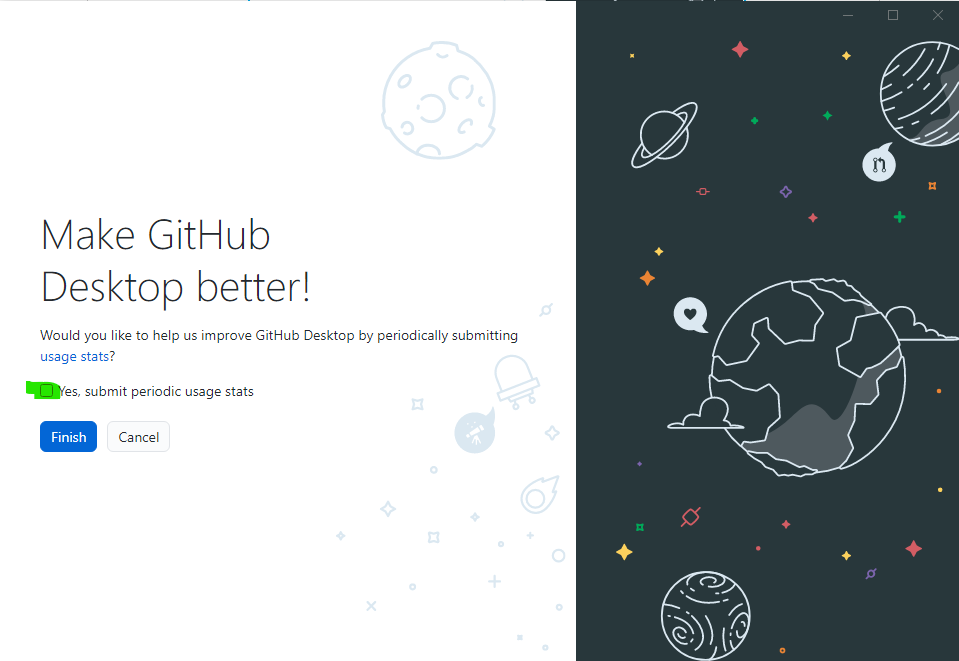 Make GitHub
Desktop better!
Would you like to help us improve GitHub Desktop by periodically submitting
usage stats?
Yes, submit periodic usage stats
Finish
Cancel